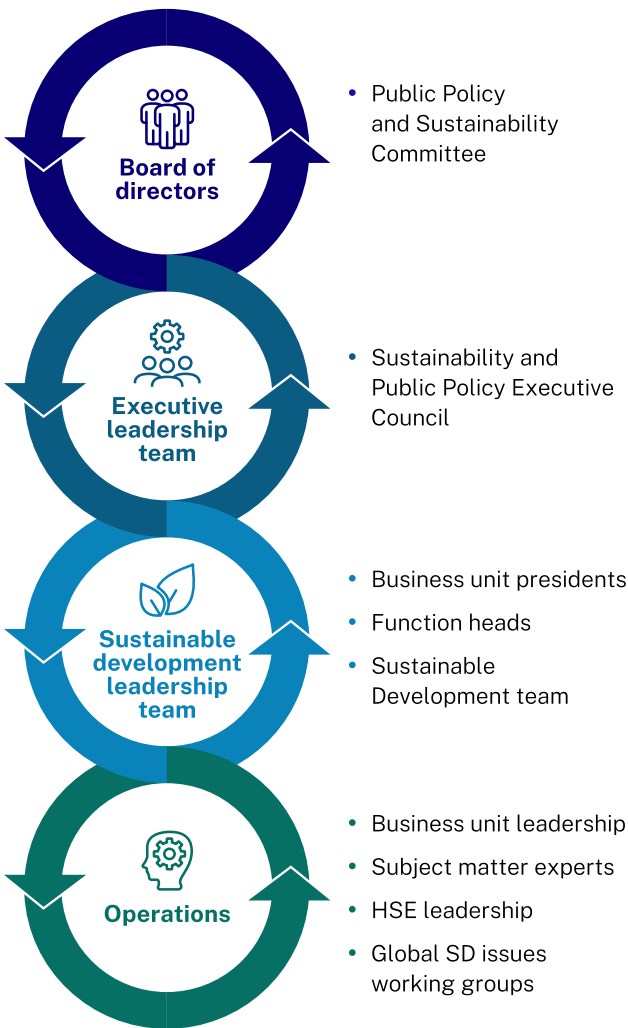 Board of
directors
• Public Policy
and Sustainability
Committee
Executive
leadership
team
• Sustainability and
Public Policy Executive
Council
Sustainable
development
leadership
team
• Business unit presidents
• Function heads
• Sustainable
Development team
Operations
• Business unit leadership
• Subject matter experts
• HSE leadership
• Global SD issues
working groups